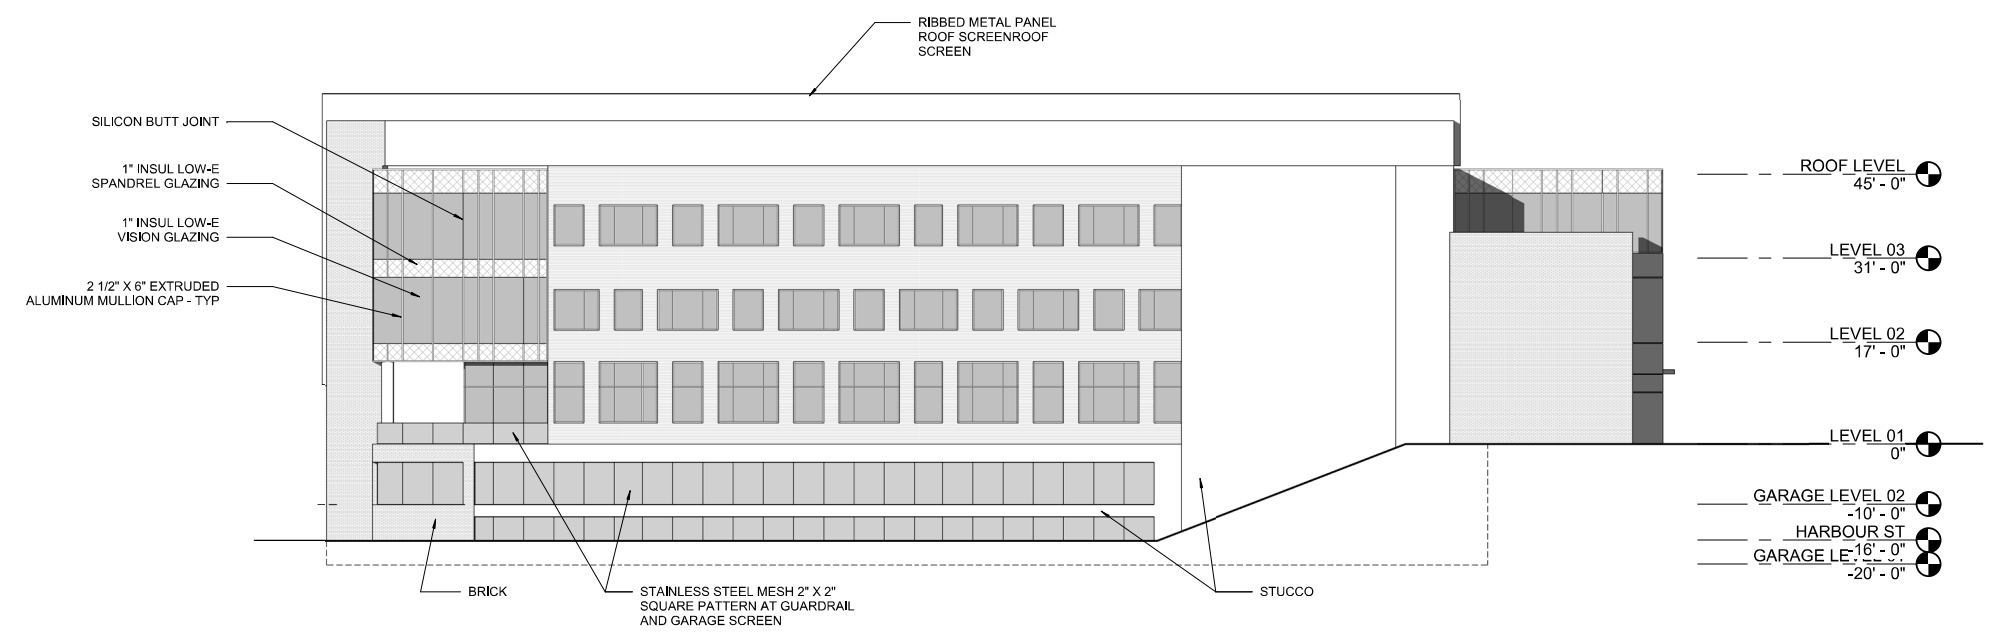 RIBBED METAL PANEL
ROOF SCREENROOF
SCREEN
SILICON BUTT JOINT
1" INSUL LOW-E
SPANDREL GLAZING
1" INSUL LOW-E
VISION GLAZING
2 1/2" X 6" EXTRUDED
ALUMINUM MULLION CAP - TYP
ROOF LEVEL
45' - 0"
LEVEL 03
31' - 0"
LEVEL 02
17' - 0"
LEVEL 01
0"
GARAGE LEVEL 02
-10' - 0"
HARBOUR ST
-16' - 0"
GARAGE LEVEL
-20' - 0"
BRICK
STAINLESS STEEL MESH 2" X 2"
SQUARE PATTERN AT GUARDRAIL
AND GARAGE SCREEN
STUCCO